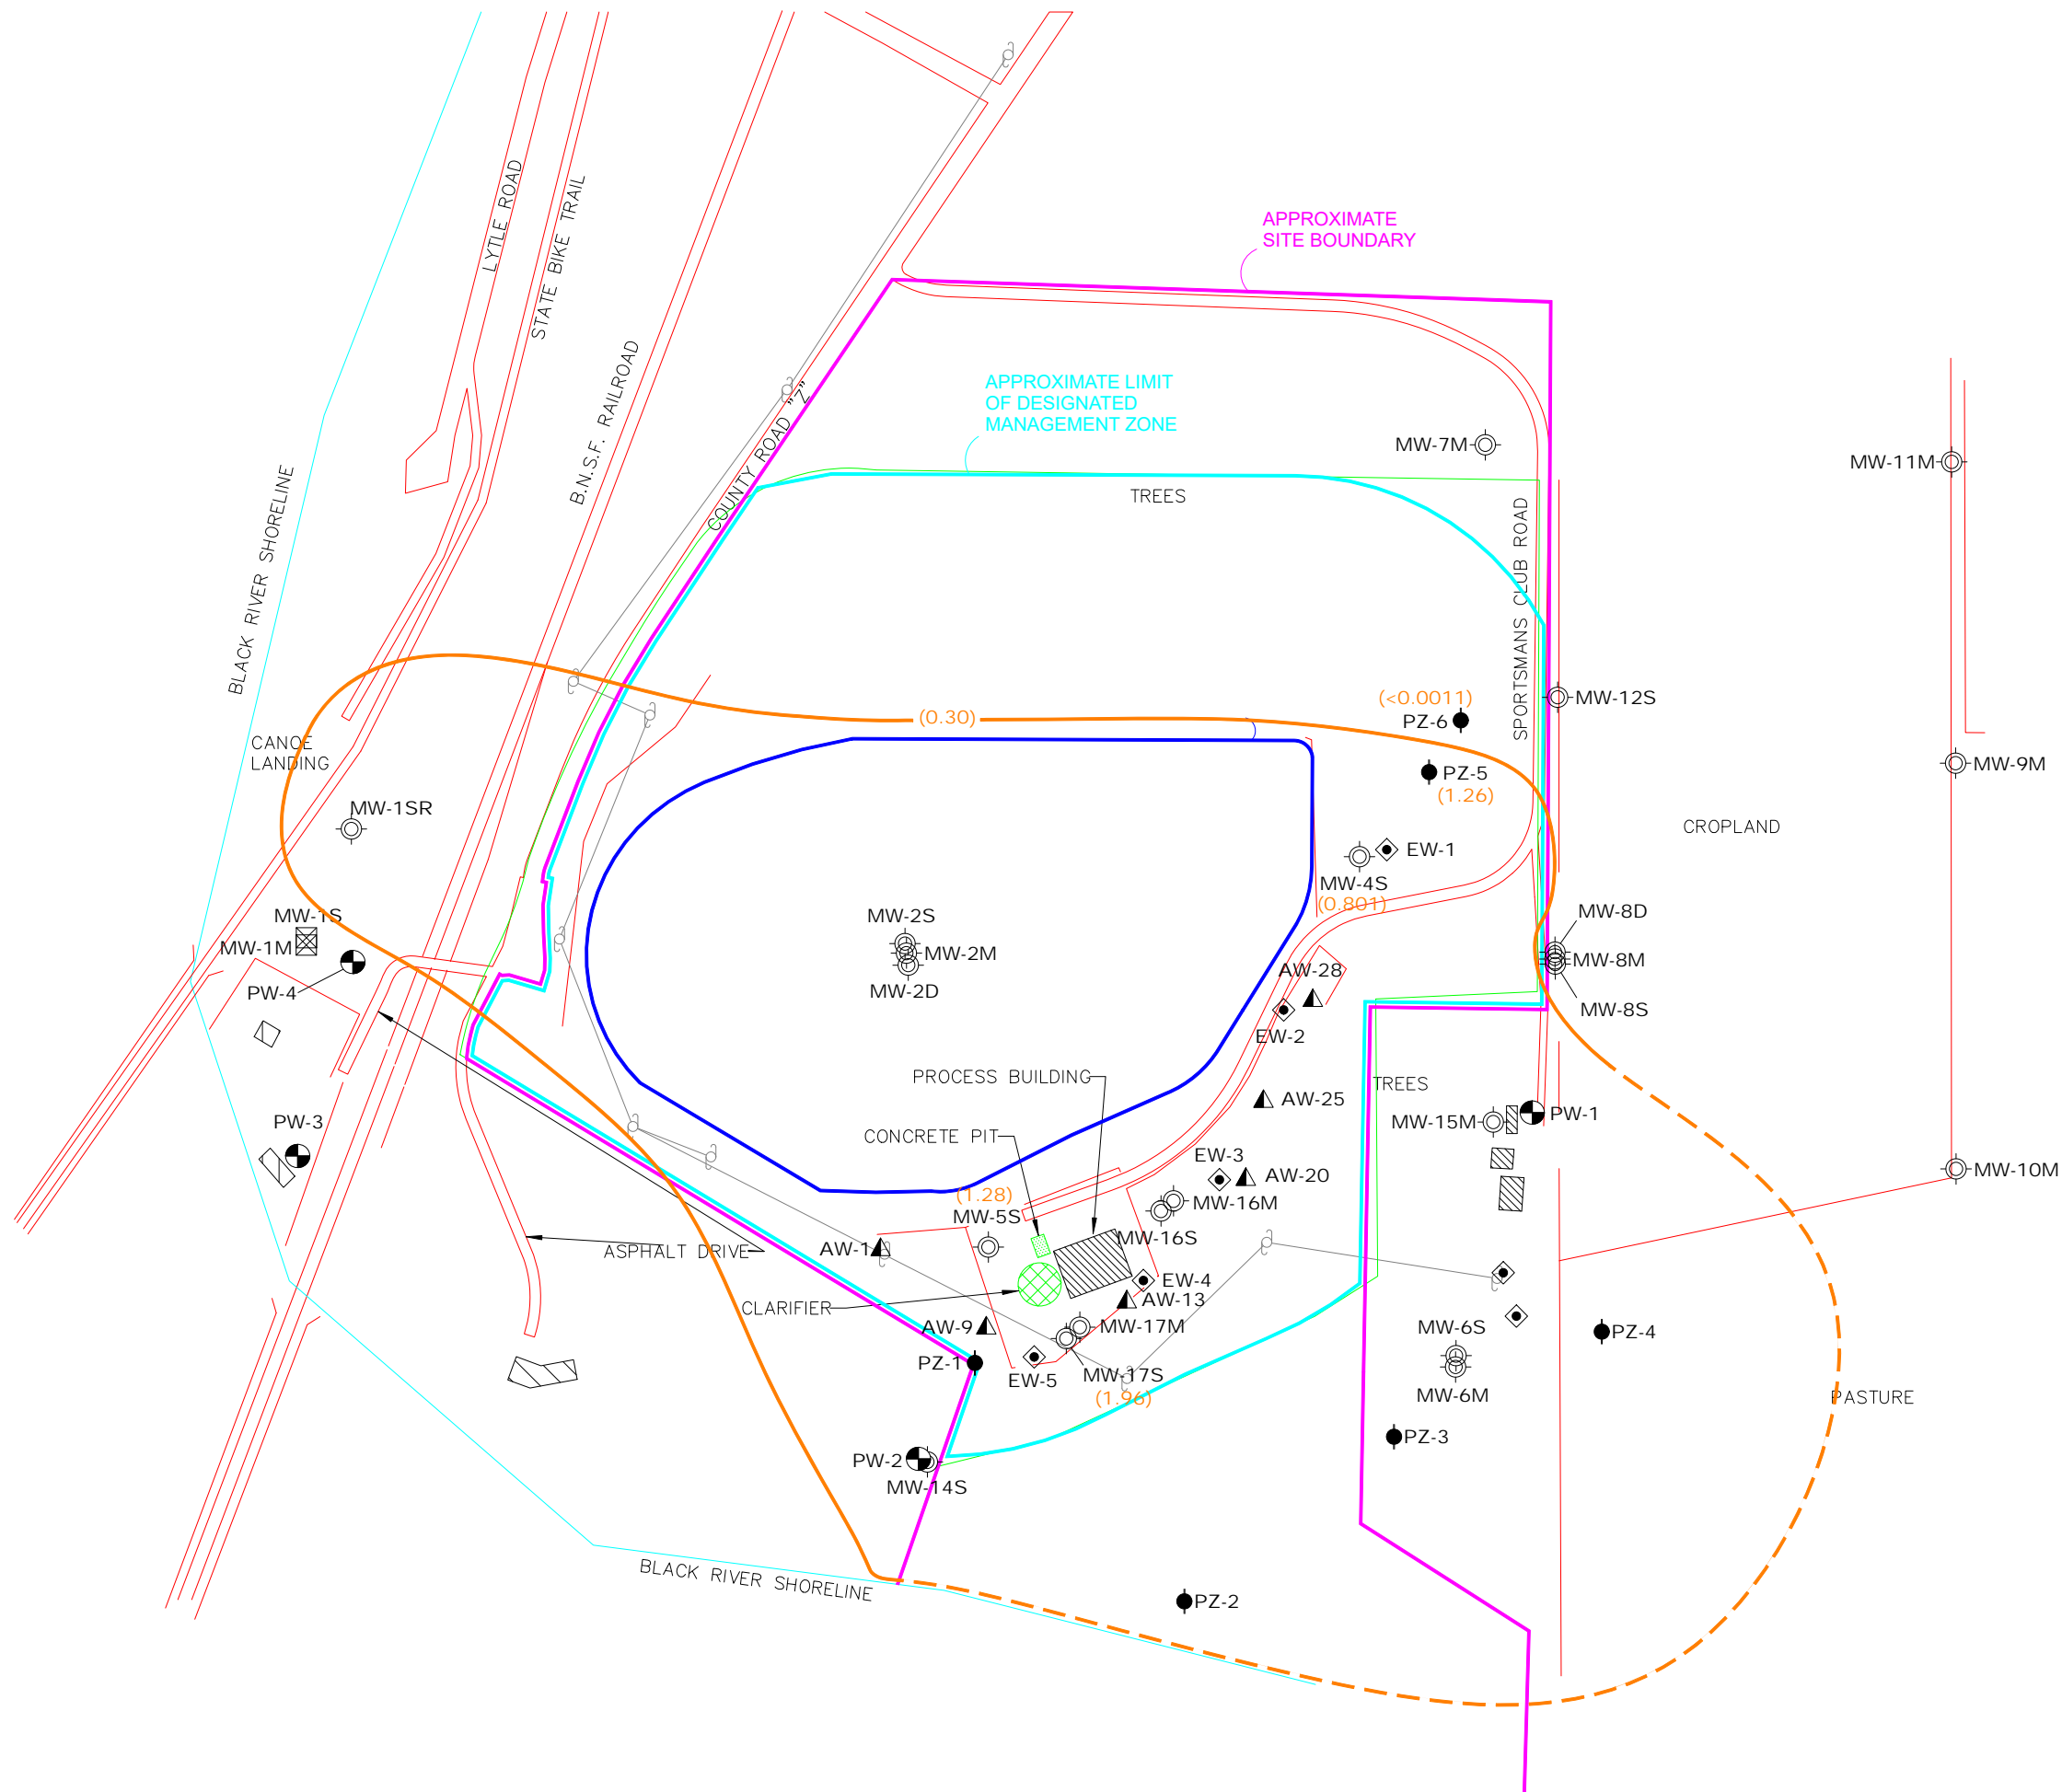 APPROXIMATE
SITE BOUNDARY
LYTLE ROAD
STATE BIKE TRAIL
B.N.S.F. RAILROAD
COUNTY ROAD "Z"
APPROXIMATE LIMIT
OF DESIGNATED
MANAGEMENT ZONE
MW-7M
MW-11M
TREES
BLACK RIVER SHORELINE
SPORTSMANS CLUB ROAD
(<0.0011)
PZ-6
MW-12S
(0.30)
CANOE
LANDING
MW-9M
PZ-5
(1.26)
MW-1SR
CROPLAND
EW-1
MW-4S
(0.801)
MW-1S
MW-1M
MW-2S
MW-2M
MW-2D
MW-8D
MW-8M
MW-8S
PW-4
AW-28
EW-2
PROCESS BUILDING
TREES
AW-25
PW-1
MW-15M
PW-3
CONCRETE PIT
EW-3
AW-20
MW-10M
(1.28)
MW-5S
MW-16M
MW-16S
AW-1
ASPHALT DRIVE
EW-4
AW-13
CLARIFIER
AW-9
MW-17M
MW-6S
PZ-4
PZ-1
EW-5
MW-17S
(1.96)
MW-6M
PASTURE
PZ-3
PW-2
MW-14S
BLACK RIVER SHORELINE
PZ-2